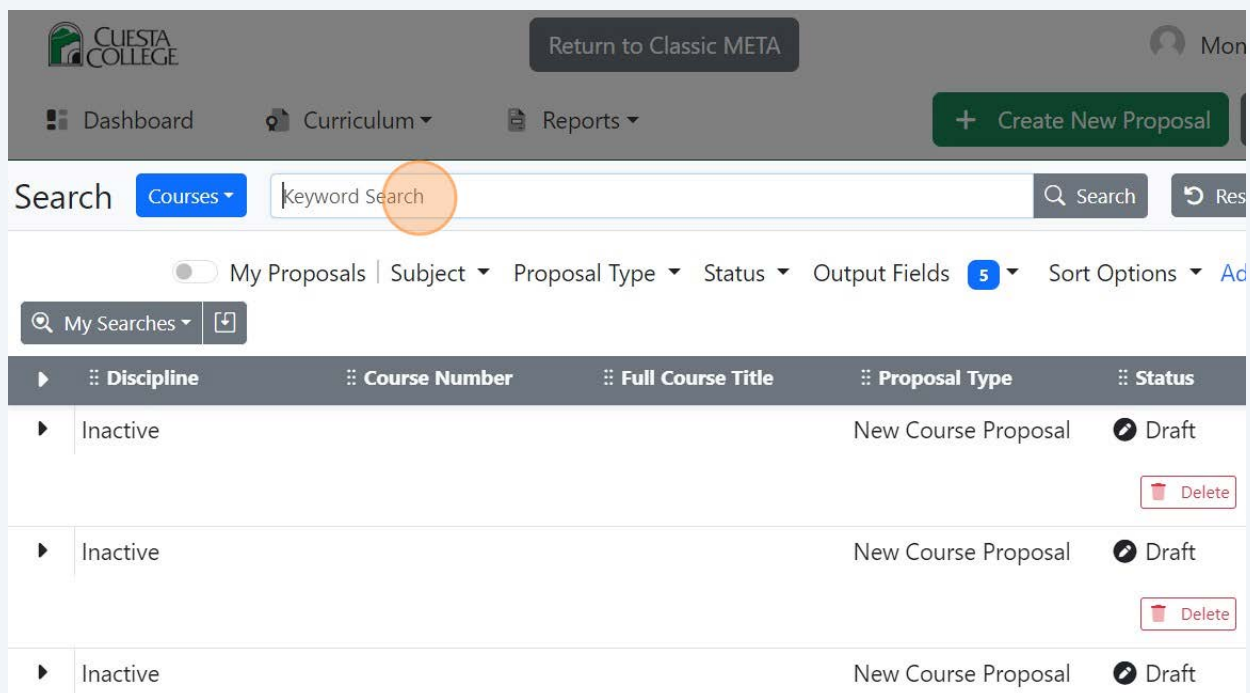 CUESTA
COLLEGE
Return to Classic META
Mon
Dashboard Curriculum Reports + Create New Proposal
Search Courses Keyword Search Search Res
My Proposals | Subject Proposal Type Status Output Fields 5 Sort Options Ad
My Searches
Discipline Course Number Full Course Title Proposal Type Status
Inactive New Course Proposal Draft
Delete
Inactive New Course Proposal Draft
Delete
Inactive New Course Proposal Draft